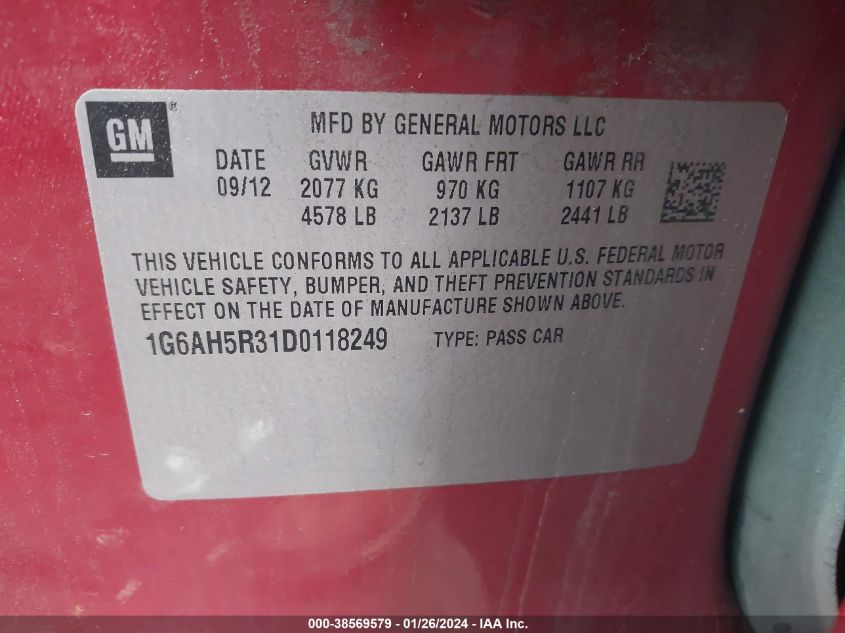 GM®
MFD BY GENERAL MOTORS LLC
DATE GVWR GAWR FRT GAWR RR
09/12 2077 KG 970 KG 1107 KG
4578 LB 2137 LB 2441 LB
THIS VEHICLE CONFORMS TO ALL APPLICABLE U.S. FEDERAL MOTOR
VEHICLE SAFETY, BUMPER, AND THEFT PREVENTION STANDARDS IN
EFFECT ON THE DATE OF MANUFACTURE SHOWN ABOVE.
1G6AH5R31D0118249 TYPE: PASS CAR
000-38569579 - 01/26/2024 - IAA Inc.